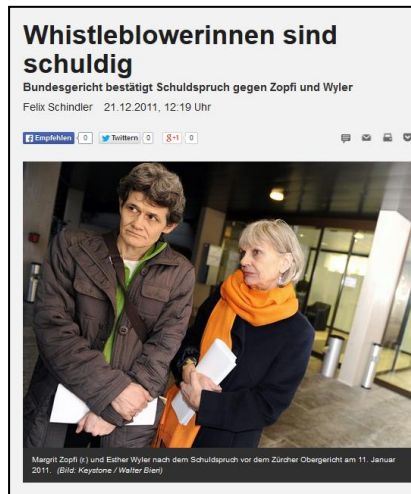 Whistleblowerinnen sind
schuldig
Bundesgericht bestätigt Schuldspruch gegen Zopfi und Wyler
Felix Schindler 21.12.2011, 12:19 Uhr
Empfehlen 0 Twittern 0 g+1 0
Margrit Zopfi (r.) und Esther Wyler nach dem Schuldspruch vor dem Zürcher Obergericht am 11. Januar
2011. (Bild: Keystone / Walter Bieri)